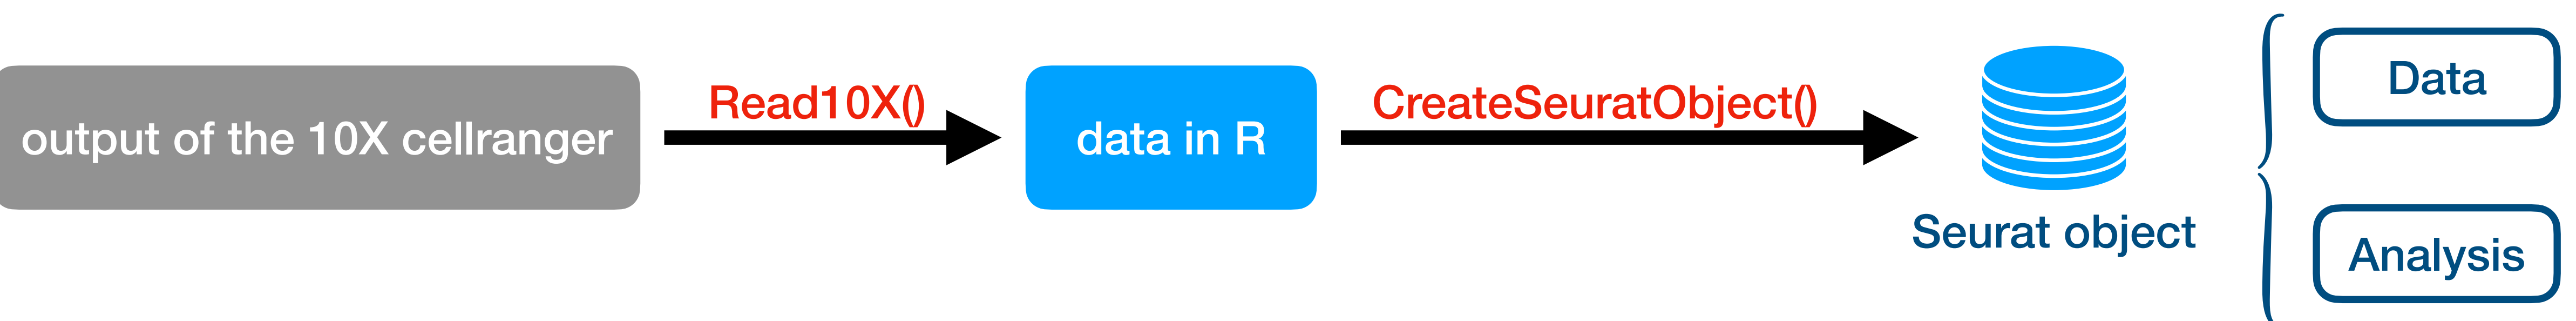 output of the 10X cellranger
Read10X()
data in R
CreateSeuratObject()
Seurat object
Data
Analysis